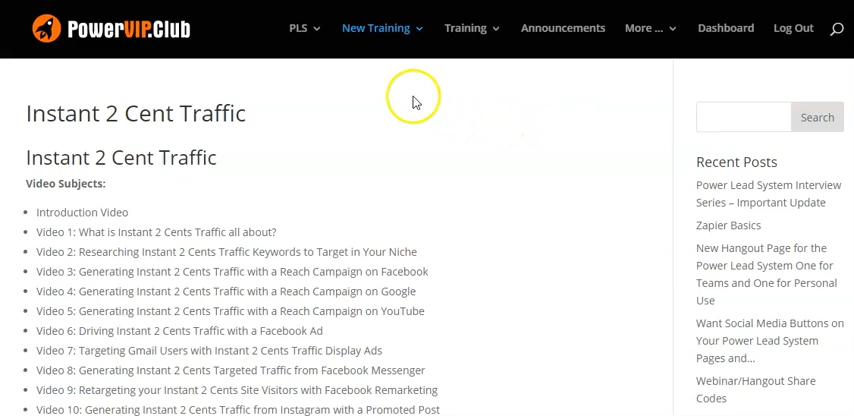 PowerVIP.Club
PLS
New Training
Training
Announcements
More ...
Dashboard
Log Out
Instant 2 Cent Traffic
Instant 2 Cent Traffic
Video Subjects:
Introduction Video
Video 1: What is Instant 2 Cents Traffic all about?
Video 2: Researching Instant 2 Cents Traffic Keywords to Target in Your Niche
Video 3: Generating Instant 2 Cents Traffic with a Reach Campaign on Facebook
Video 4: Generating Instant 2 Cents Traffic with a Reach Campaign on Google
Video 5: Generating Instant 2 Cents Traffic with a Reach Campaign on YouTube
Video 6: Driving Instant 2 Cents Traffic with a Facebook Ad
Video 7: Targeting Gmail Users with Instant 2 Cents Traffic Display Ads
Video 8: Generating Instant 2 Cents Targeted Traffic from Facebook Messenger
Video 9: Retargeting your Instant 2 Cents Site Visitors with Facebook Remarketing
Video 10: Generating Instant 2 Cents Traffic from Instagram with a Promoted Post
Search
Recent Posts
Power Lead System Interview
Series – Important Update
Zapier Basics
New Hangout Page for the
Power Lead System One for
Teams and One for Personal
Use
Want Social Media Buttons on
Your Power Lead System
Pages and...
Webinar/Hangout Share
Codes